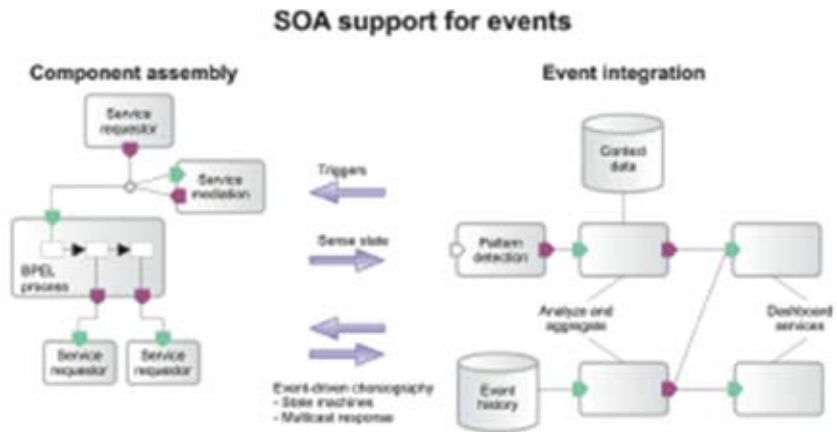 SOA support for events
Component assembly
Service
requestor
Service
mediation
BPEL
process
Service
requestor
Service
requestor
Triggers
Sense state
Event-driven choreography
- State machines
- Multicast response
Event integration
Context
data
Pattern
detection
Analyze and
aggregate
Dashboard
services
Event
history